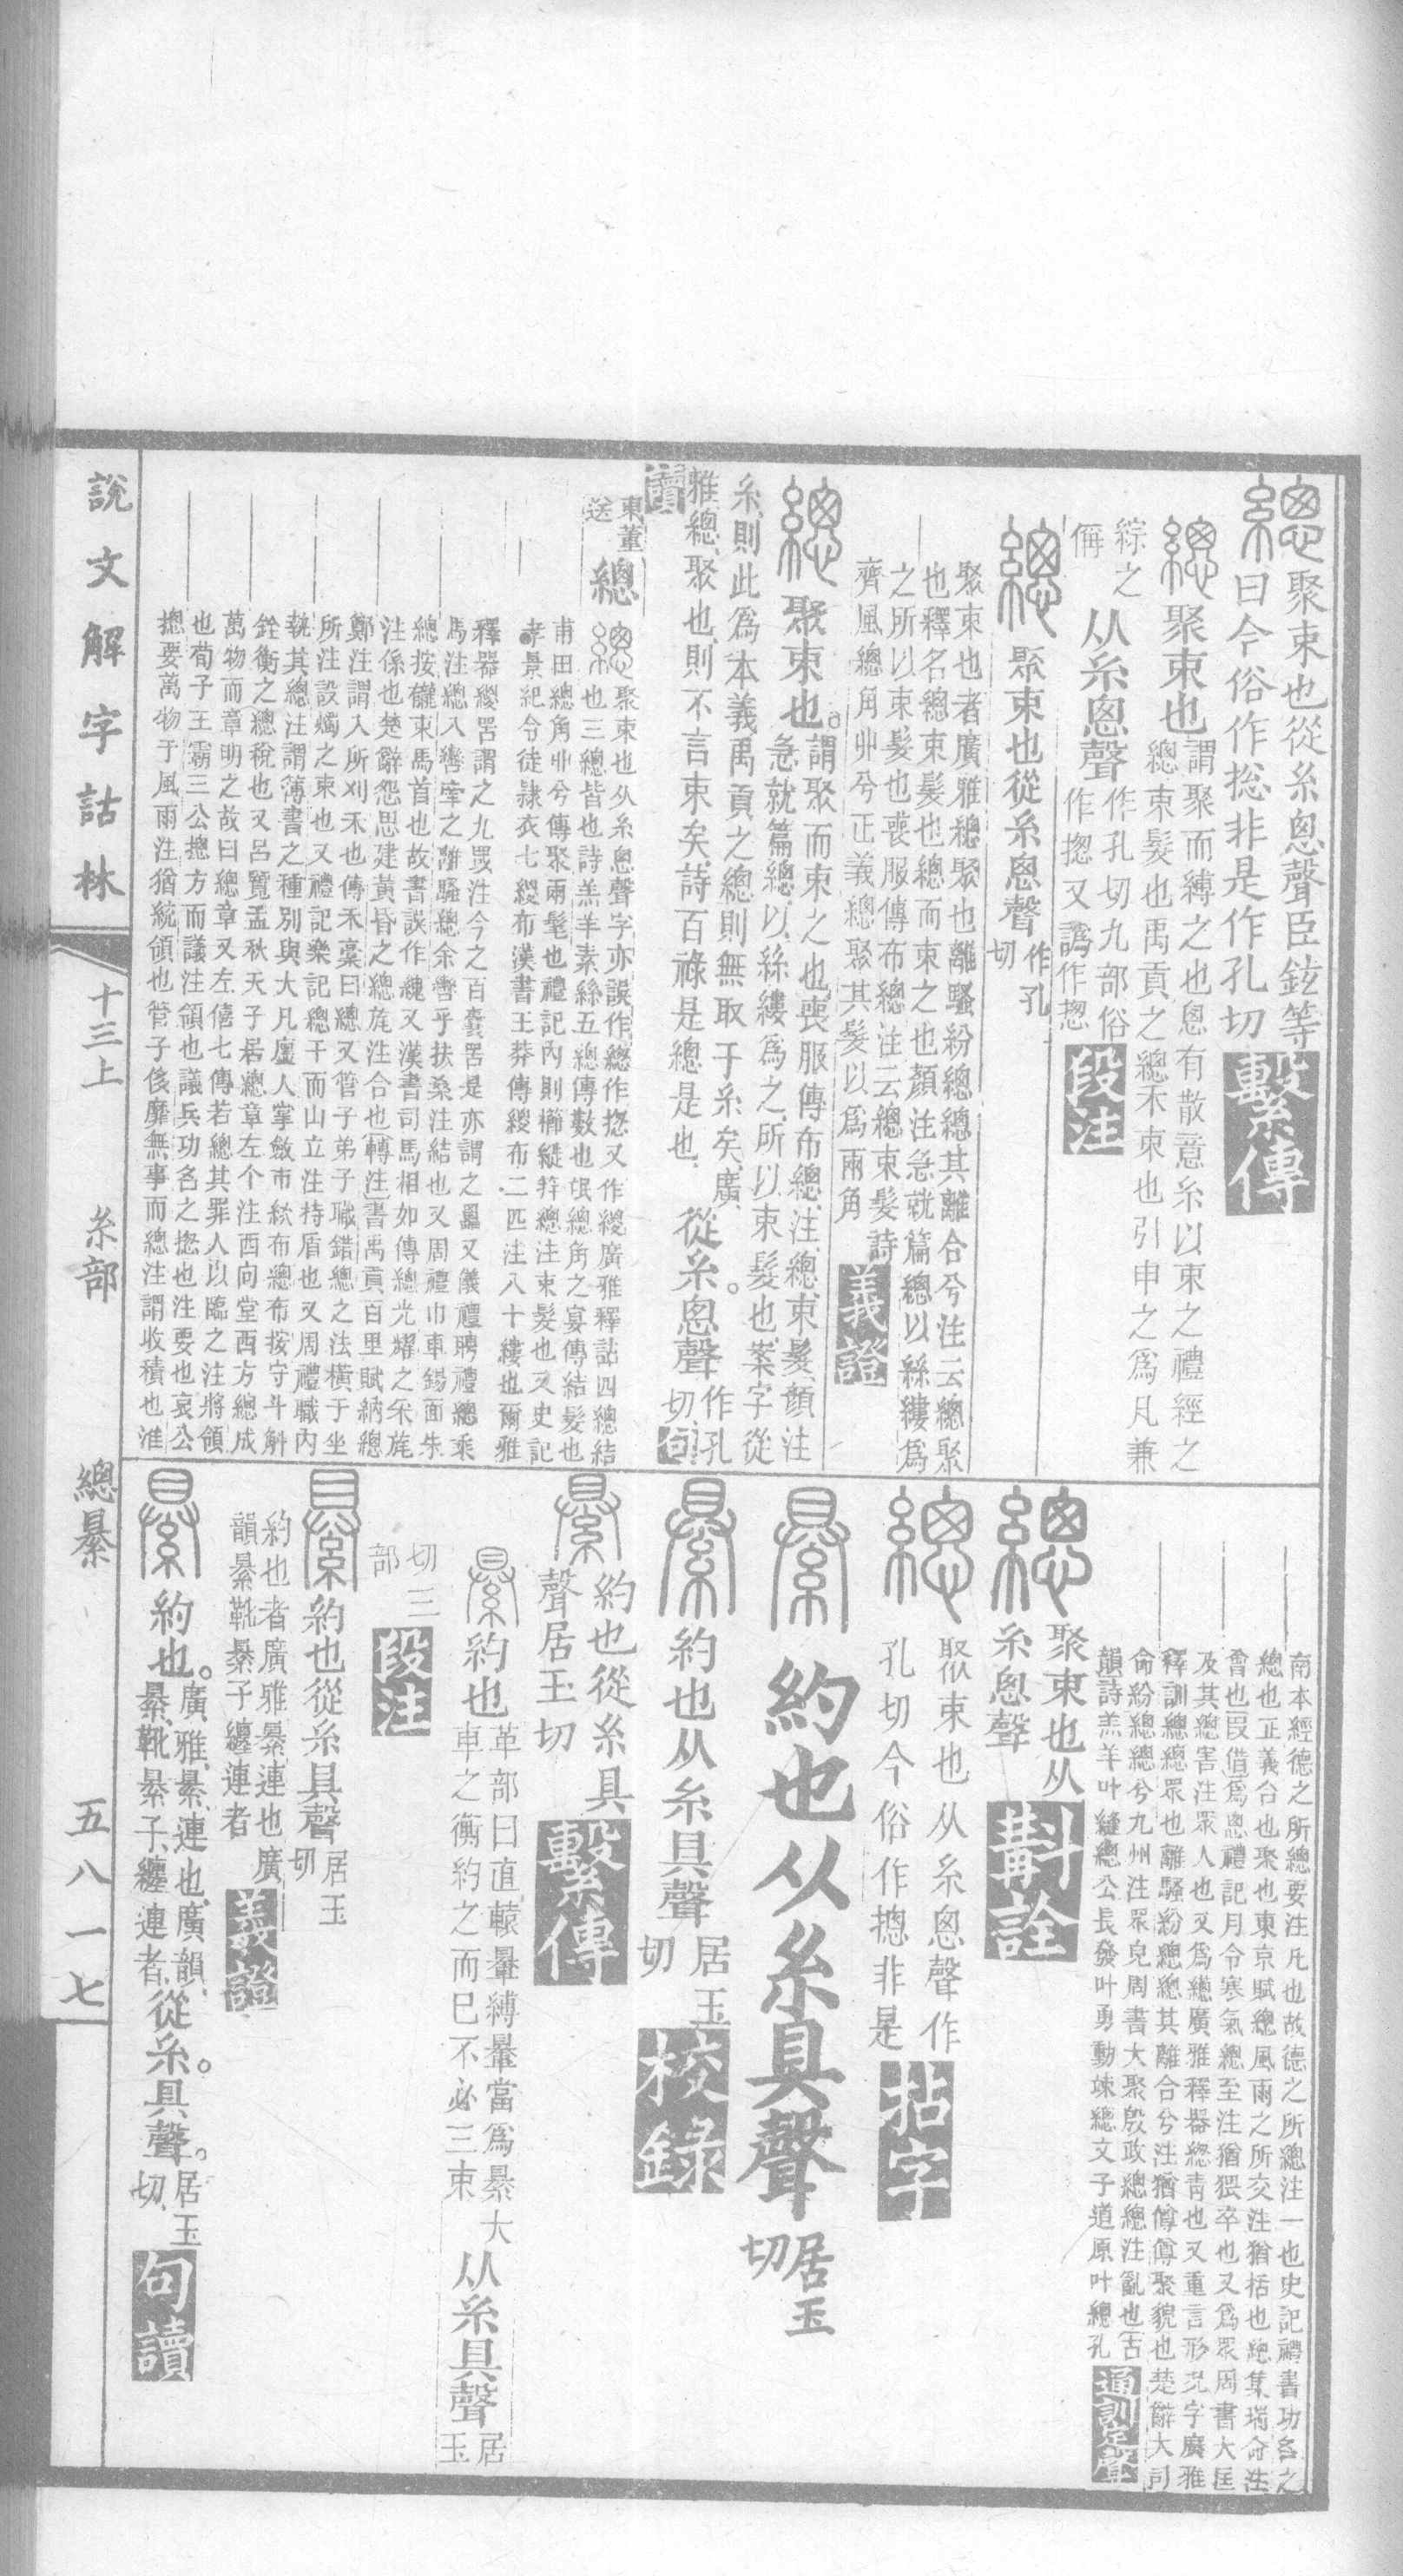 總聚束也從糸悤聲臣鉉等
曰今俗作捴非是作孔切繫傳
總聚束也謂聚而縛之也悤有散意糸以束之禮經之
總束髮也禹貢之總禾束也引申之爲凡兼
綜之
偁从糸悤聲作孔切九部俗
作摠又譌作揔段注
總聚束也從糸悤聲作孔
切
聚束也者廣雅總聚也離騷紛總總其離合兮注云總聚
也釋名總束髮也總而束之也顏注急就篇總以絲縷爲
之所以束髮也喪服傳布總注云總束髮詩
齊風總角丱兮正義總聚其髮以爲兩角義證
總聚束也謂聚而束之也喪服傳布總注總束髮顏注
急就篇總以絲縷爲之所以束髮也案字從
糸則此爲本義禹貢之總則無取于糸矣廣
雅總聚也則不言束矣詩百祿是總是也從糸悤聲作孔
切句
讀
東董
送總總聚束也从糸悤聲字亦誤作緫作捴又作緵廣雅釋詁四總結
也三總皆也詩羔羊素絲五總傳數也氓總角之宴傳結髮也
甫田總角丱兮傳聚兩髦也禮記內則櫛縰笄總注束髮也又史記
孝景紀令徒隸衣七緵布漢書王莽傳緵布二匹注八十縷也爾雅
釋器緵罟謂之九罭注今之百囊罟是亦謂之䍡又儀禮聘禮總乘
馬注總入轡牽之離騷總余轡乎扶桑注結也又周禮巾車錫面朱
總按飾束馬首也故書誤作繐又漢書司馬相如傳總光耀之采旄
注係也楚辭怨思建黃昏之總旄注合也轉注書禹貢百里賦納總
鄭注謂入所刈禾也傳禾稾曰總又管子弟子職錯總之法橫于坐
所注設燭之束也又禮記樂記總干而山立注持盾也又周禮職內
執其總注謂簿書之種別與大凡廛人掌斂巿絘布總布按守斗斛
銓衡之總稅也又呂覽孟秋天子居總章左个注西向堂西方總成
萬物而章明之故曰總章又左僖七傳若總其罪人以臨之注將領
也荀子王霸三公摠方而議注領也議兵功名之摠也注要也哀公
摠要萬物于風雨注猶統領也管子侈靡無事而總注謂收積也淮
南本經德之所總要注凡也故德之所總注一也史記禮書功名之
總也正義合也聚也東京賦總風雨之所交注猶括也總集瑞命注
會也叚借爲悤禮記月令寒氣總至注猶猥卒也又爲眾周書大匡
及其總害注眾人也又爲繱廣雅釋器總青也又重言形況字廣雅
釋訓總總眾也離騷紛總總其離合兮注猶僔僔聚貌也楚辭大司
命紛總總兮九州注眾皃周書大聚殷政總總注亂也古
韻詩羔羊叶縫總公長發叶勇動竦總文子道原叶總孔通訓定聲
總聚束也从
糸悤聲斠詮
總聚束也从糸悤聲作
孔切今俗作摠非是拈字
暴約也从糸具聲居玉
切
暴約也从糸具聲居玉
切校錄
暴約也從糸具
聲居玉切繫傳
暴約也革部曰直轅暈縛暈當爲暴大
車之衡約之而巳不必三束从糸具聲居
玉
切三
部段注
暴約也從糸具聲居玉
切
約也者廣雅暴連也廣
韻暴靴暴子纏連者義證
暴約也廣雅暴連也廣韻
暴靴暴子纏連者從糸具聲居玉
切句讀
說文解字詁林 十三上 糸部 總暴 五八一七